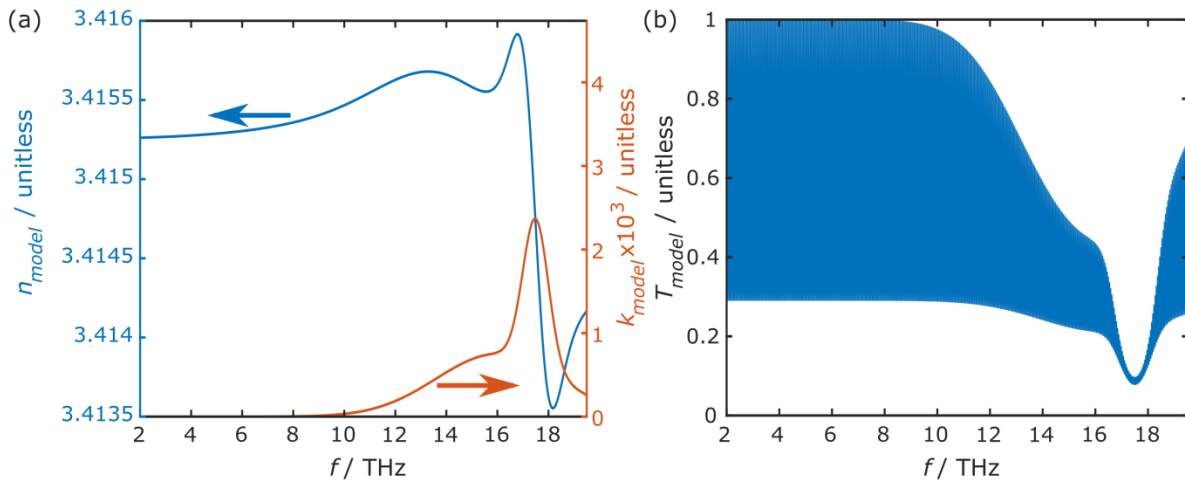 (a)
3.416
3.4155
3.415
3.4145
3.414
3.4135
n_model / unitless
4
3
2
1
0
k_model x10^3 / unitless
2 4 6 8 10 12 14 16 18
f / THz
(b)
1
0.8
0.6
0.4
0.2
0
T_model / unitless
2 4 6 8 10 12 14 16 18
f / THz